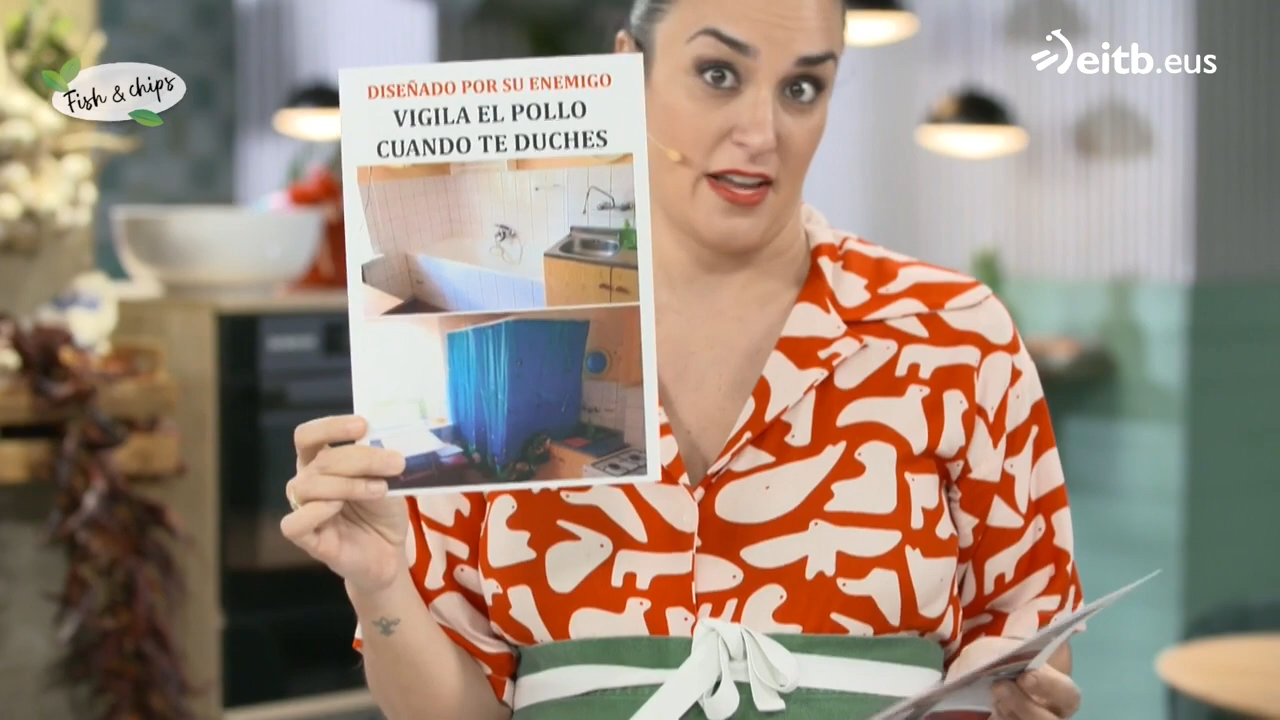 Fish & chips
eitb.eus
DISEÑADO POR SU ENEMIGO
VIGILA EL POLLO
CUANDO TE DUCHES